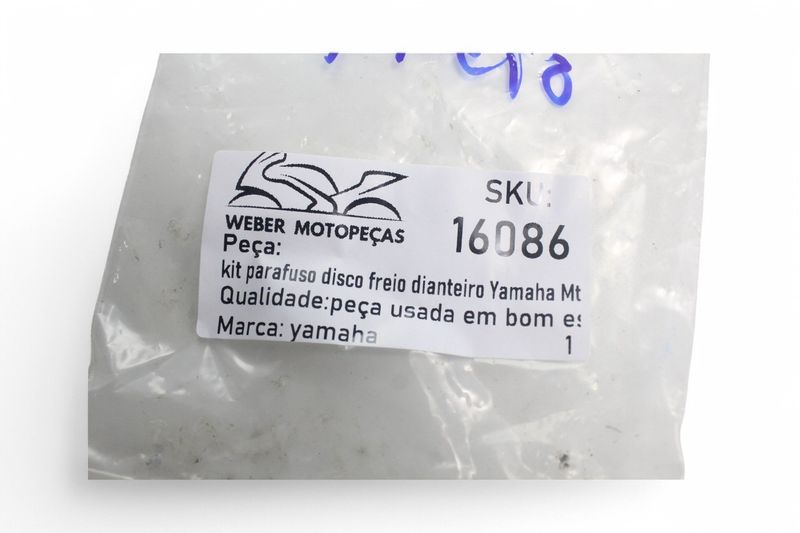 WEBER MOTOPEÇAS
SKU:
16086
Peça:
kit parafuso disco freio dianteiro Yamaha Mt
Qualidade:peça usada em bom es
Marca: yamaha
1